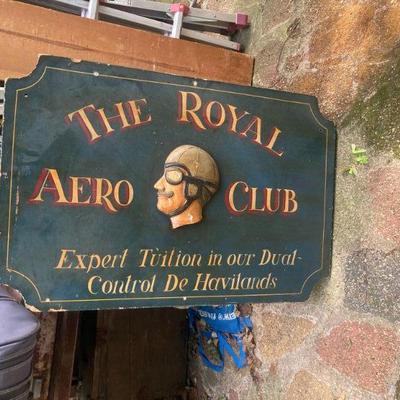 The Royal
Aero Club
Expert Tuition in our Dual-
Control De Havilands